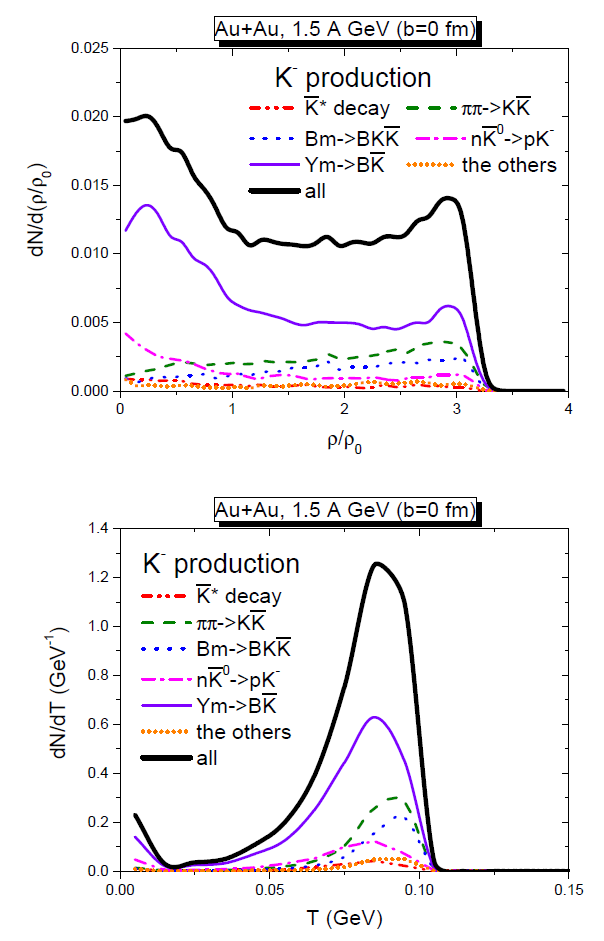 Au+Au, 1.5 A GeV (b=0 fm)
0.025
0.020
0.015
0.010
0.005
0.000
dN/d(ρ/ρ₀)
K⁻ production
K̅* decay
ππ->KK̅
Bm->BKK̅
nK̅⁰->pK⁻
Ym->BK̅
the others
all
0 1 2 3 4
ρ/ρ₀
Au+Au, 1.5 A GeV (b=0 fm)
1.4
1.2
1.0
0.8
0.6
0.4
0.2
0.0
dN/dT (GeV⁻¹)
K⁻ production
K̅* decay
ππ->KK̅
Bm->BKK̅
nK̅⁰->pK⁻
Ym->BK̅
the others
all
0.00 0.05 0.10 0.15
T (GeV)